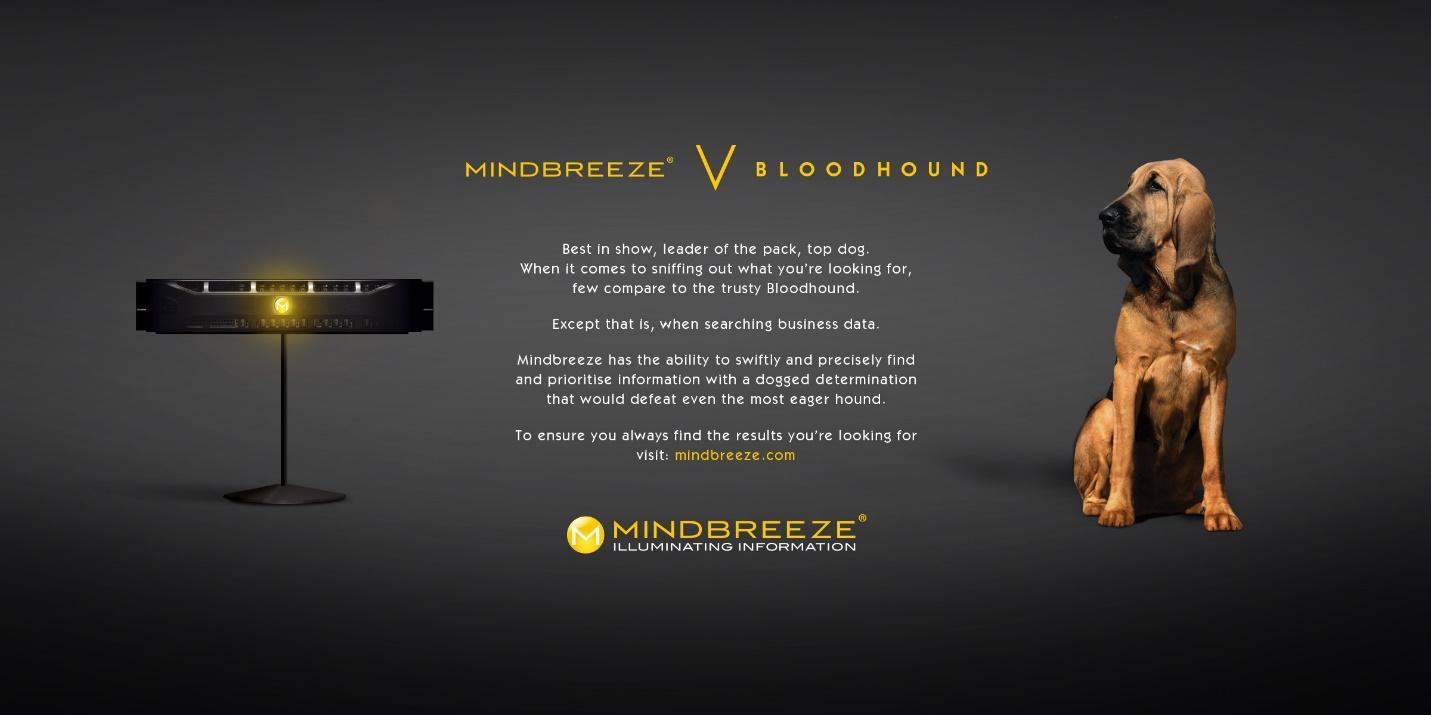 MINDBREEZE® V BLOODHOUND
Best in show, leader of the pack, top dog.
When it comes to sniffing out what you're looking for,
few compare to the trusty Bloodhound.
Except that is, when searching business data.
Mindbreeze has the ability to swiftly and precisely find
and prioritise information with a dogged determination
that would defeat even the most eager hound.
To ensure you always find the results you're looking for
visit: mindbreeze.com
MINDBREEZE®
ILLUMINATING INFORMATION